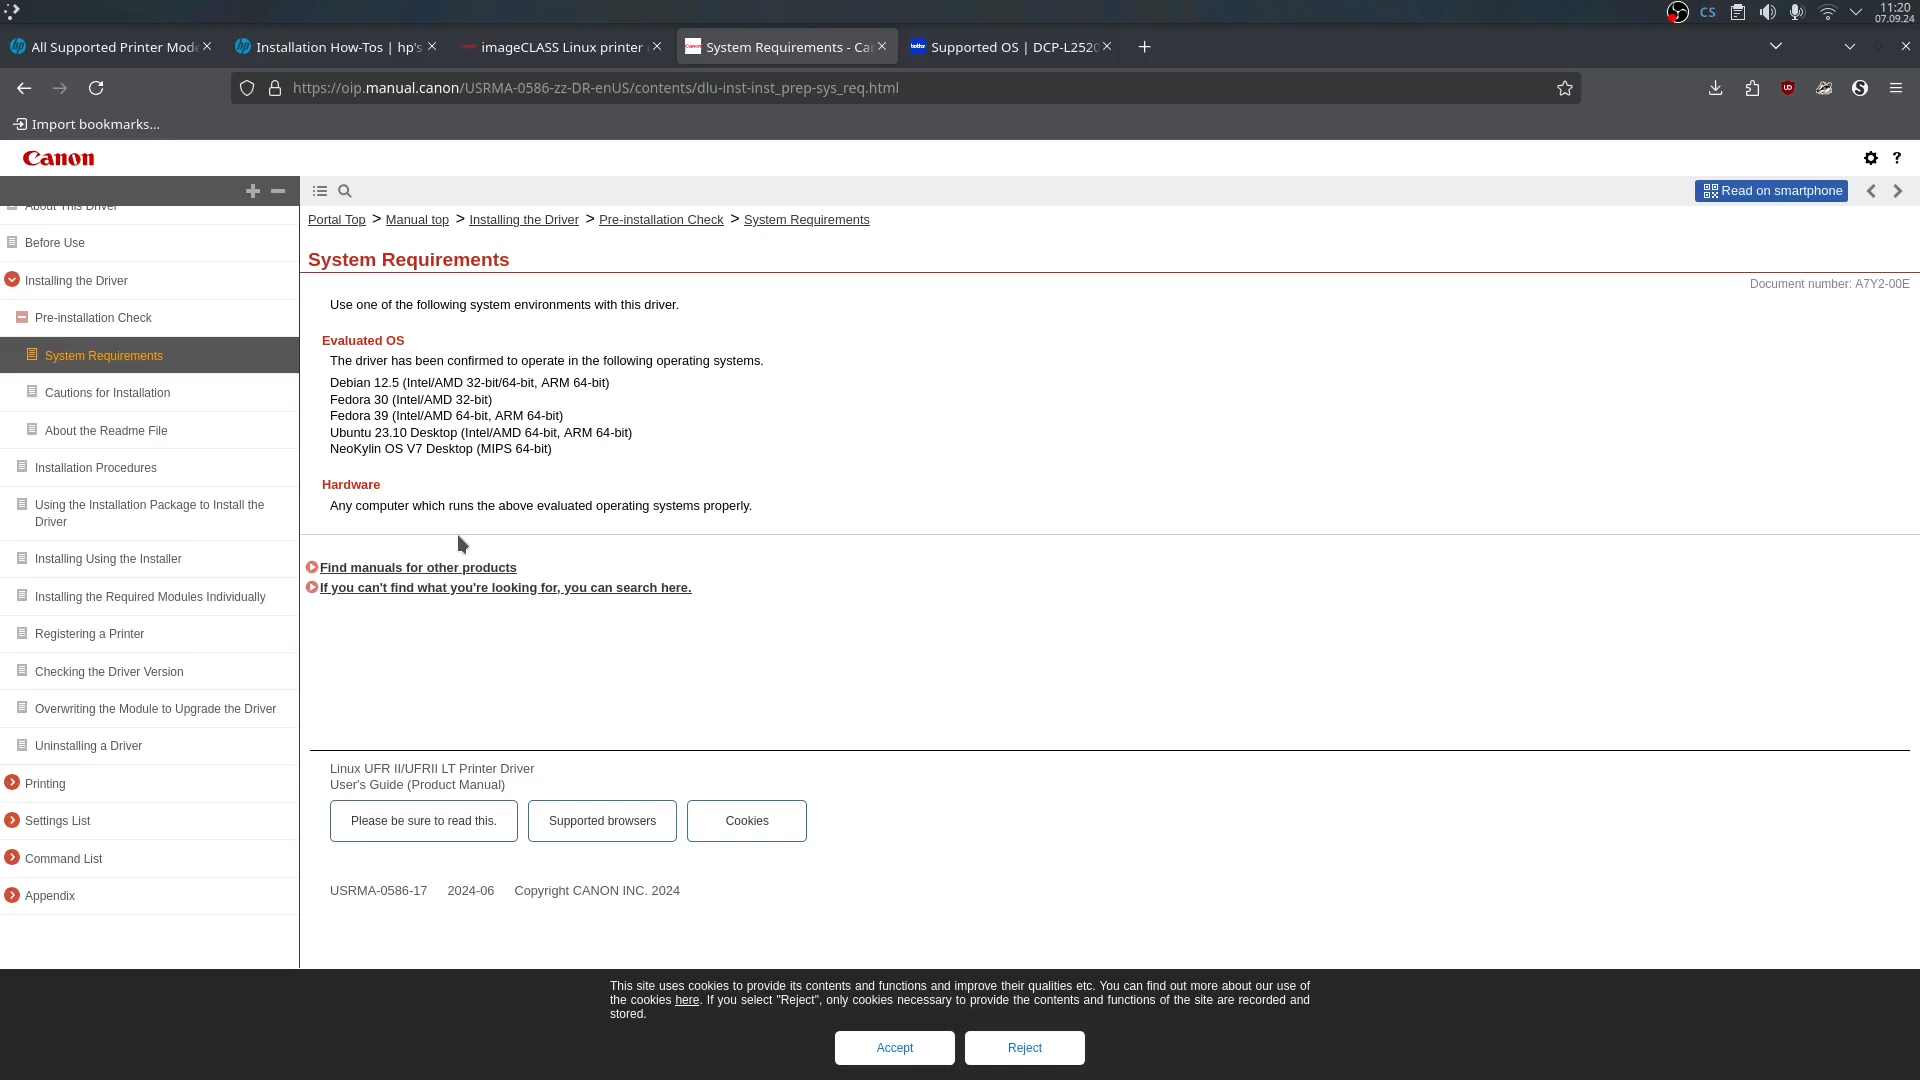 CS
11:20
07.09.24
All Supported Printer Mode
Installation How-Tos | hp's
imageCLASS Linux printer
System Requirements - Ca
Supported OS | DCP-L2520
https://oip.manual.canon/USRMA-0586-zz-DR-enUS/contents/dlu-inst-inst_prep-sys_req.html
Import bookmarks...
Canon
Read on smartphone
About This Driver
Before Use
Installing the Driver
Pre-installation Check
System Requirements
Cautions for Installation
About the Readme File
Installation Procedures
Using the Installation Package to Install the
Driver
Installing Using the Installer
Installing the Required Modules Individually
Registering a Printer
Checking the Driver Version
Overwriting the Module to Upgrade the Driver
Uninstalling a Driver
Printing
Settings List
Command List
Appendix
Portal Top > Manual top > Installing the Driver > Pre-installation Check > System Requirements
System Requirements
Document number: A7Y2-00E
Use one of the following system environments with this driver.
Evaluated OS
The driver has been confirmed to operate in the following operating systems.
Debian 12.5 (Intel/AMD 32-bit/64-bit, ARM 64-bit)
Fedora 30 (Intel/AMD 32-bit)
Fedora 39 (Intel/AMD 64-bit, ARM 64-bit)
Ubuntu 23.10 Desktop (Intel/AMD 64-bit, ARM 64-bit)
NeoKylin OS V7 Desktop (MIPS 64-bit)
Hardware
Any computer which runs the above evaluated operating systems properly.
Find manuals for other products
If you can't find what you're looking for, you can search here.
Linux UFR II/UFRII LT Printer Driver
User's Guide (Product Manual)
Please be sure to read this.
Supported browsers
Cookies
USRMA-0586-17 2024-06 Copyright CANON INC. 2024
This site uses cookies to provide its contents and functions and improve their qualities etc. You can find out more about our use of
the cookies here. If you select "Reject", only cookies necessary to provide the contents and functions of the site are recorded and
stored.
Accept
Reject